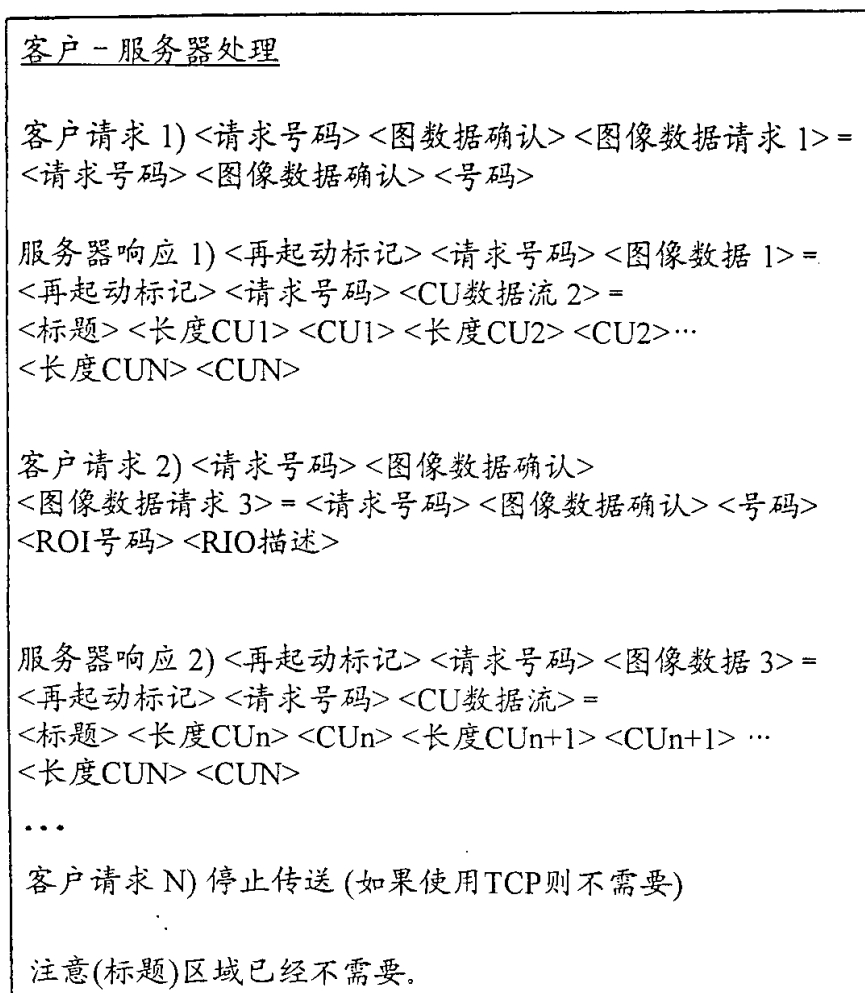 客户-服务器处理
客户请求 1) <请求号码> <图数据确认> <图像数据请求 1> =
<请求号码> <图像数据确认> <号码>
服务器响应 1) <再起动标记> <请求号码> <图像数据 1> =
<再起动标记> <请求号码> <CU数据流 2> =
<标题> <长度CU1> <CU1> <长度CU2> <CU2>…
<长度CUN> <CUN>
客户请求 2) <请求号码> <图像数据确认>
<图像数据请求 3> = <请求号码> <图像数据确认> <号码>
<ROI号码> <RIO描述>
服务器响应 2) <再起动标记> <请求号码> <图像数据 3> =
<再起动标记> <请求号码> <CU数据流> =
<标题> <长度CUn> <CUn> <长度CUn+1> <CUn+1> …
<长度CUN> <CUN>
...
客户请求 N) 停止传送 (如果使用TCP则不需要)
注意(标题)区域已经不需要。